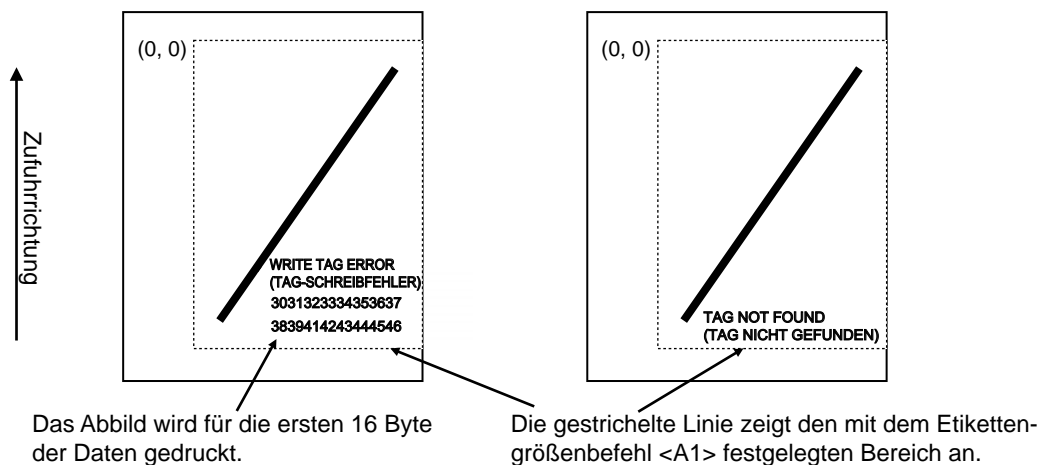 (0, 0)
(0, 0)
Zufuhrrichtung
WRITE TAG ERROR
(TAG-SCHREIBFEHLER)
3031323334353637
3839414243444546
TAG NOT FOUND
(TAG NICHT GEFUNDEN)
Das Abbild wird für die ersten 16 Byte
der Daten gedruckt.
Die gestrichelte Linie zeigt den mit dem Etiketten-
größenbefehl <A1> festgelegten Bereich an.